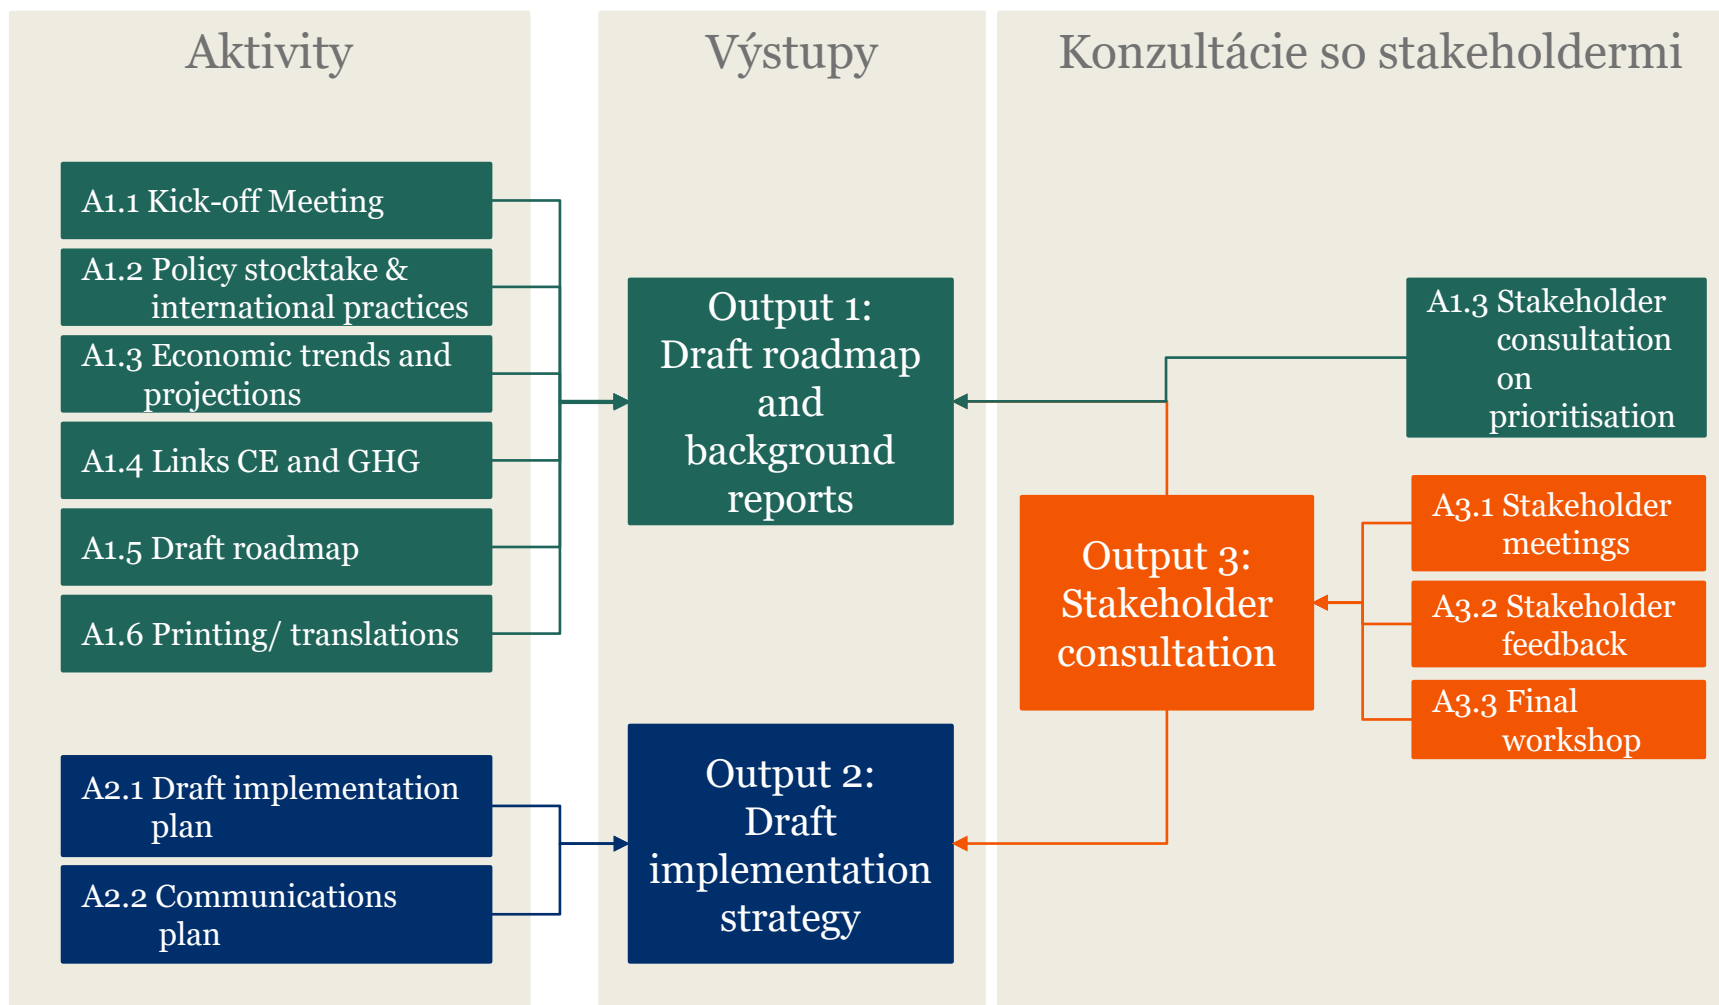 Aktivity
A1.1 Kick-off Meeting
A1.2 Policy stocktake &
international practices
A1.3 Economic trends and
projections
A1.4 Links CE and GHG
A1.5 Draft roadmap
A1.6 Printing/ translations
A2.1 Draft implementation
plan
A2.2 Communications
plan
Výstupy
Output 1:
Draft roadmap
and
background
reports
Output 2:
Draft
implementation
strategy
Konzultácie so stakeholdermi
A1.3 Stakeholder
consultation
on
prioritisation
Output 3:
Stakeholder
consultation
A3.1 Stakeholder
meetings
A3.2 Stakeholder
feedback
A3.3 Final
workshop